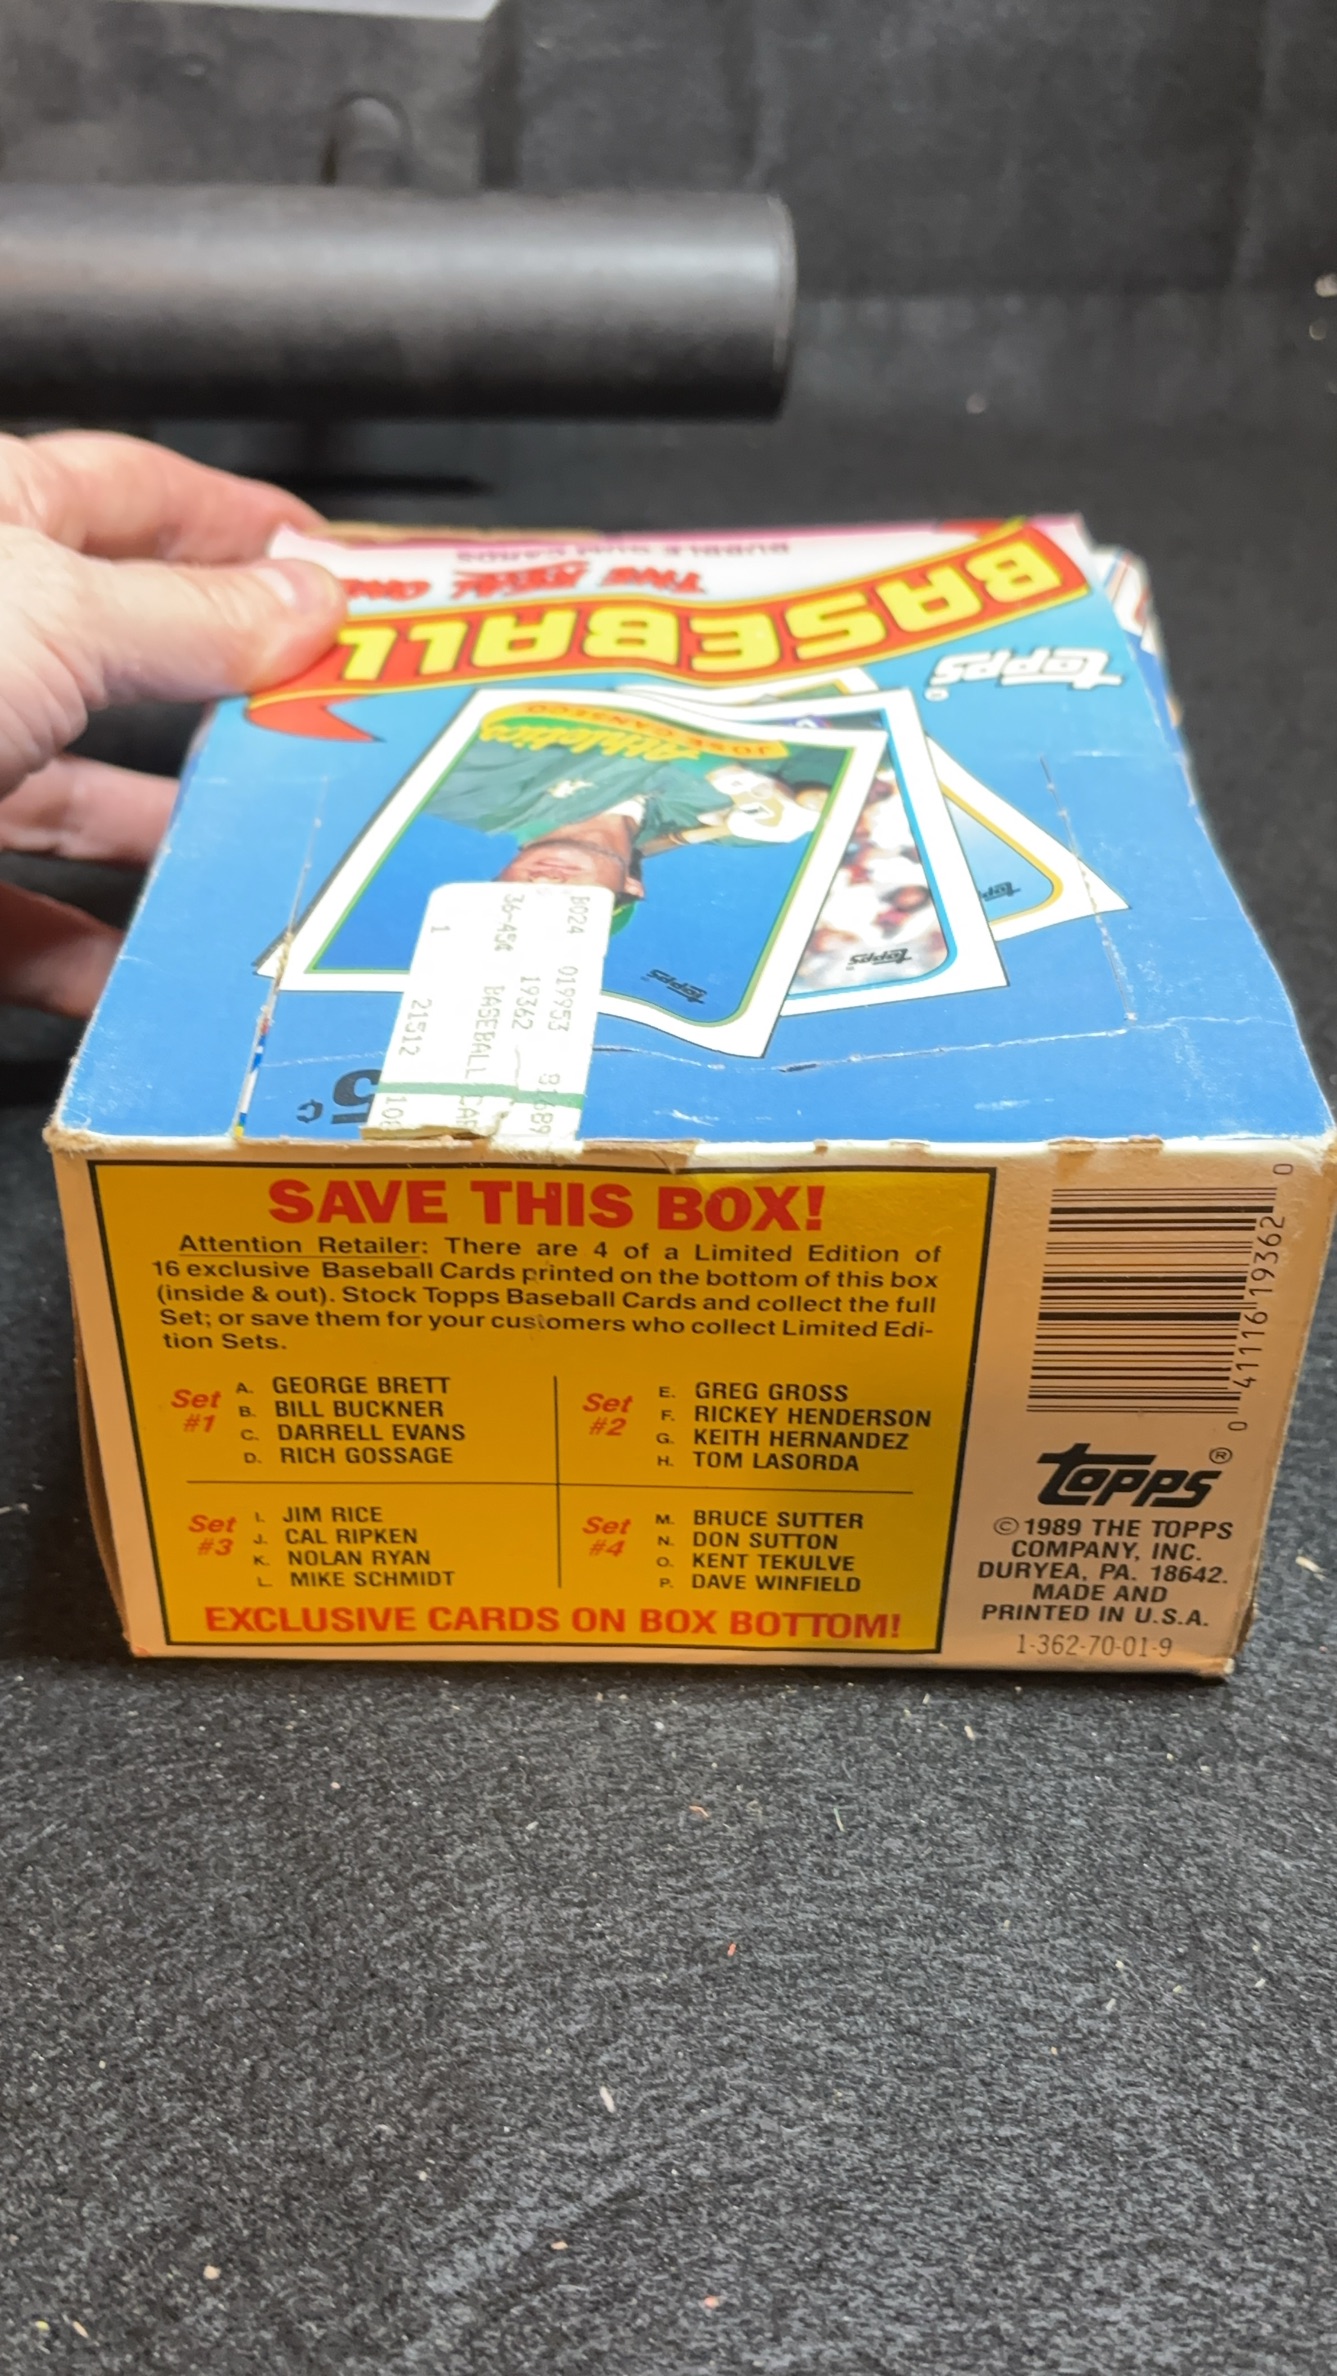 BUBBLE GUM CARDS
THE REAL ONE
BASEBALL
topps
JOSE CANSECO
Athletics
topps
topps
topps
B024 019953
36-45¢ 19362
BASEBALL
1 21512
SAVE THIS BOX!
Attention Retailer: There are 4 of a Limited Edition of
16 exclusive Baseball Cards printed on the bottom of this box
(inside & out). Stock Topps Baseball Cards and collect the full
Set; or save them for your customers who collect Limited Edi-
tion Sets.
Set #1
A. GEORGE BRETT
B. BILL BUCKNER
C. DARRELL EVANS
D. RICH GOSSAGE
Set #2
E. GREG GROSS
F. RICKEY HENDERSON
G. KEITH HERNANDEZ
H. TOM LASORDA
Set #3
I. JIM RICE
J. CAL RIPKEN
K. NOLAN RYAN
L. MIKE SCHMIDT
Set #4
M. BRUCE SUTTER
N. DON SUTTON
O. KENT TEKULVE
P. DAVE WINFIELD
EXCLUSIVE CARDS ON BOX BOTTOM!
0 41116 19362 0
topps®
© 1989 THE TOPPS
COMPANY, INC.
DURYEA, PA. 18642.
MADE AND
PRINTED IN U.S.A.
1-362-70-01-9